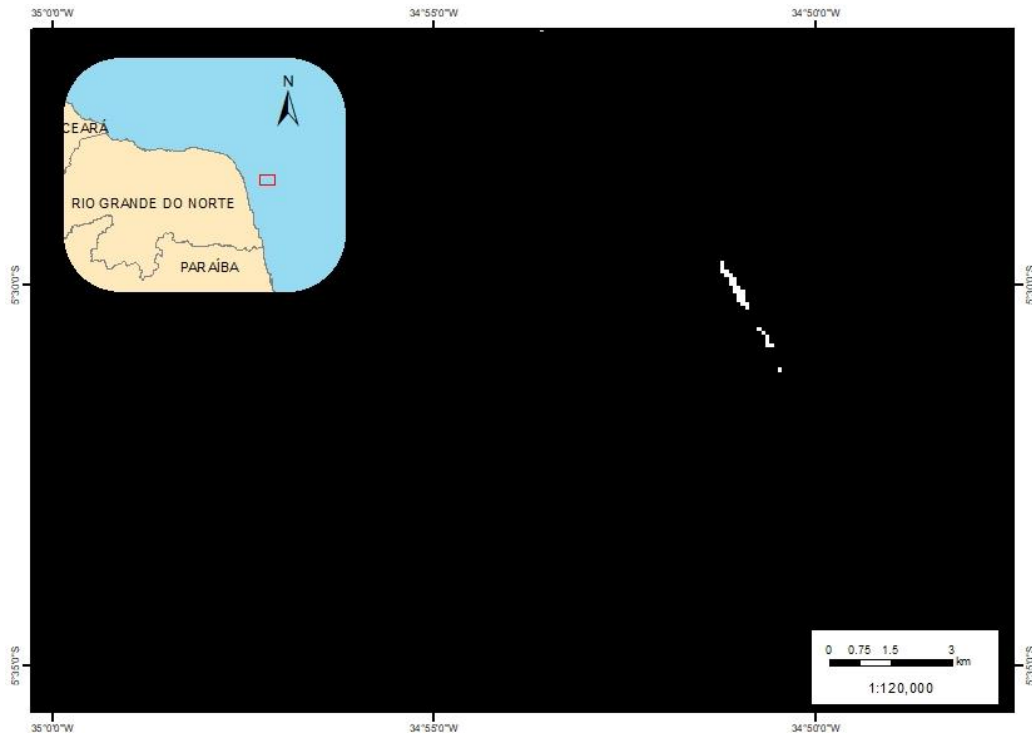 35°0'0"W 34°55'0"W 34°50'0"W
N
CEARÁ
RIO GRANDE DO NORTE
PARAÍBA
5°30'0"S 5°30'0"S
5°35'0"S 5°35'0"S
0 0.75 1.5 3
km
1:120,000
35°0'0"W 34°55'0"W 34°50'0"W